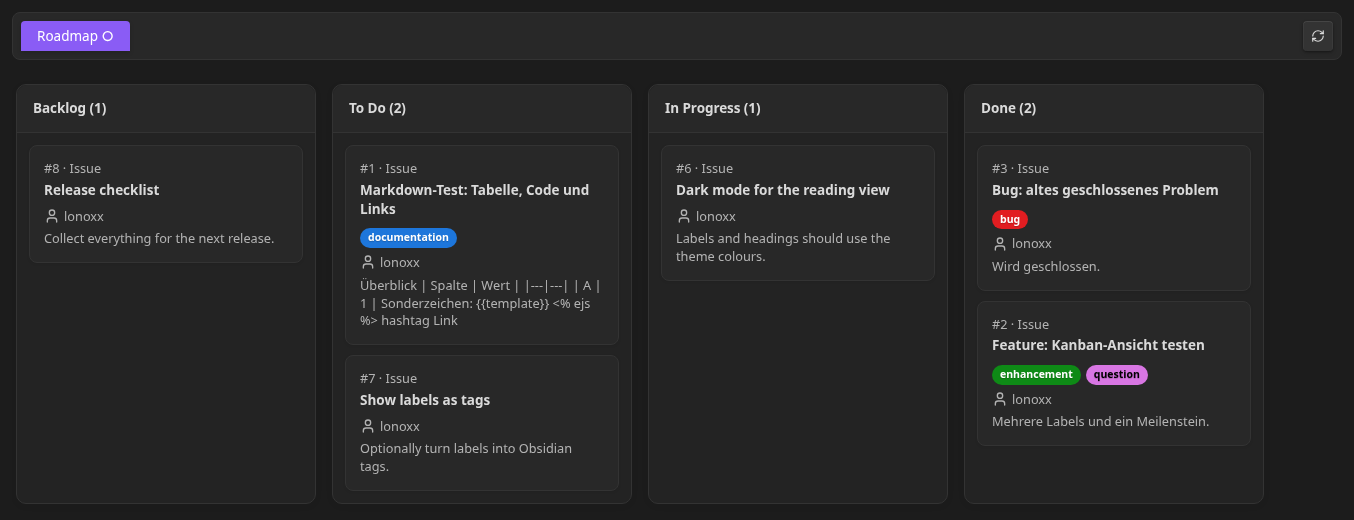 Roadmap
Backlog (1)
#8 · Issue
Release checklist
lonoxx
Collect everything for the next release.
To Do (2)
#1 · Issue
Markdown-Test: Tabelle, Code und
Links
documentation
lonoxx
Überblick | Spalte | Wert | |---|---| | A |
1 | Sonderzeichen: {{template}} <% ejs
%> hashtag Link
#7 · Issue
Show labels as tags
lonoxx
Optionally turn labels into Obsidian
tags.
In Progress (1)
#6 · Issue
Dark mode for the reading view
lonoxx
Labels and headings should use the
theme colours.
Done (2)
#3 · Issue
Bug: altes geschlossenes Problem
bug
lonoxx
Wird geschlossen.
#2 · Issue
Feature: Kanban-Ansicht testen
enhancement question
lonoxx
Mehrere Labels und ein Meilenstein.